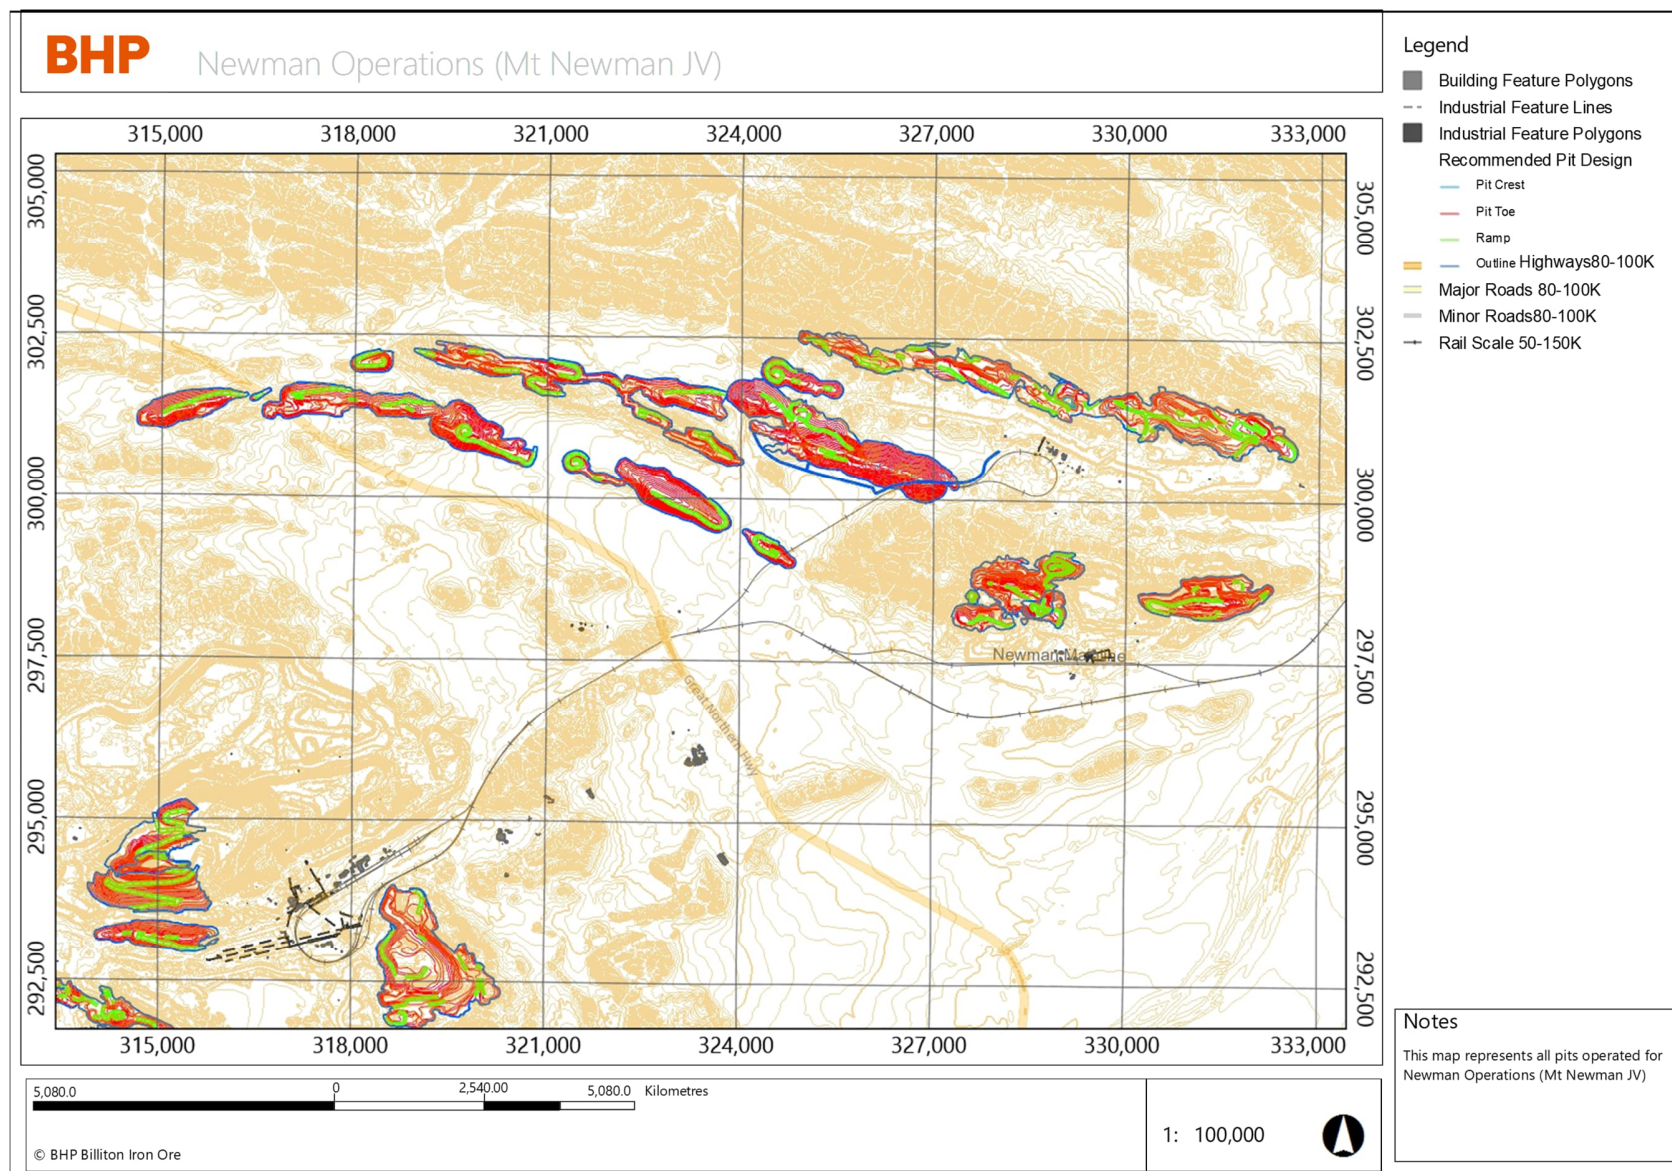 BHP
Newman Operations (Mt Newman JV)
315,000 318,000 321,000 324,000 327,000 330,000 333,000
305,000
302,500
300,000
297,500
295,000
292,500
305,000
302,500
300,000
297,500
295,000
292,500
Great Northern Hwy
Newman
315,000 318,000 321,000 324,000 327,000 330,000 333,000
5,080.0 0 2,540.00 5,080.0 Kilometres
© BHP Billiton Iron Ore
1: 100,000
Legend
Building Feature Polygons
Industrial Feature Lines
Industrial Feature Polygons
Recommended Pit Design
Pit Crest
Pit Toe
Ramp
Outline Highways80-100K
Major Roads 80-100K
Minor Roads80-100K
Rail Scale 50-150K
Notes
This map represents all pits operated for
Newman Operations (Mt Newman JV)